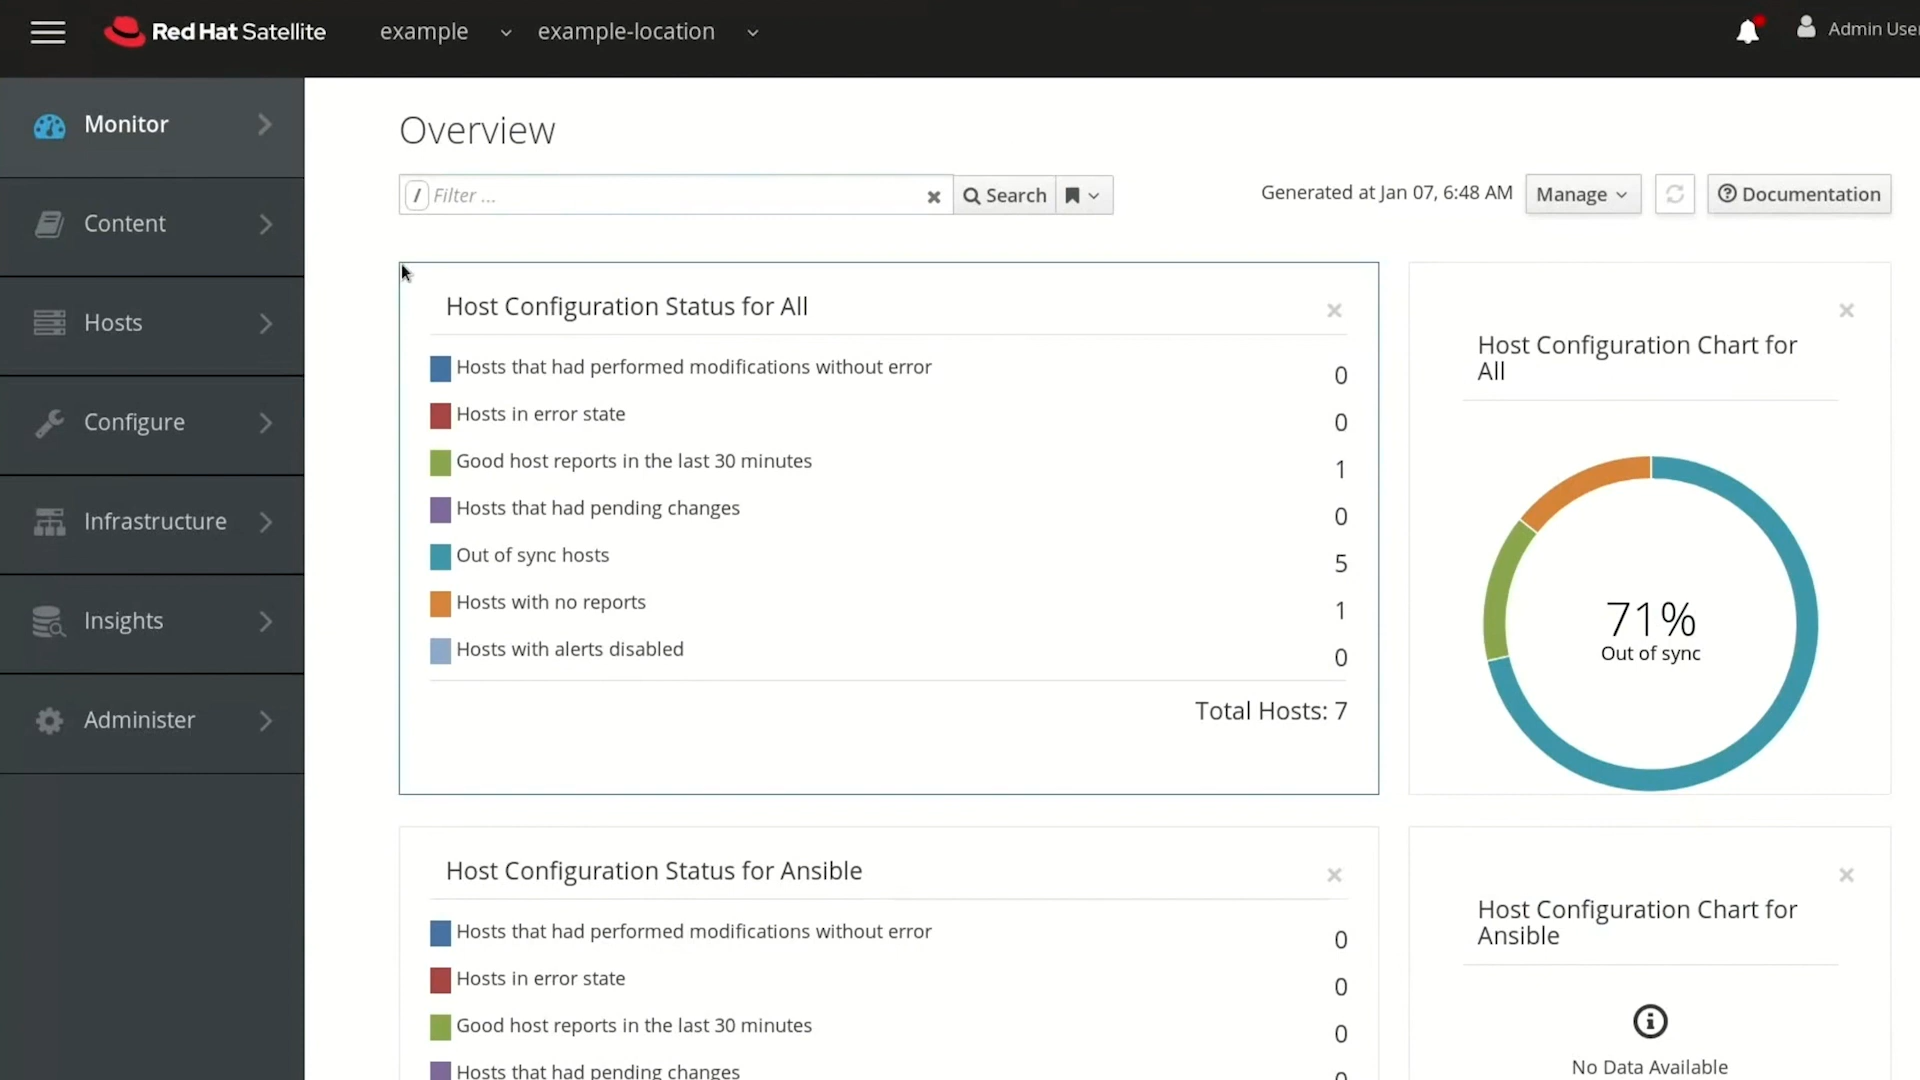 Red Hat Satellite
example
example-location
Admin User
Monitor
Content
Hosts
Configure
Infrastructure
Insights
Administer
Overview
/ Filter ...
Search
Generated at Jan 07, 6:48 AM
Manage
Documentation
Host Configuration Status for All
Hosts that had performed modifications without error 0
Hosts in error state 0
Good host reports in the last 30 minutes 1
Hosts that had pending changes 0
Out of sync hosts 5
Hosts with no reports 1
Hosts with alerts disabled 0
Total Hosts: 7
Host Configuration Chart for
All
71%
Out of sync
Host Configuration Status for Ansible
Hosts that had performed modifications without error 0
Hosts in error state 0
Good host reports in the last 30 minutes 0
Hosts that had pending changes 0
Host Configuration Chart for
Ansible
No Data Available